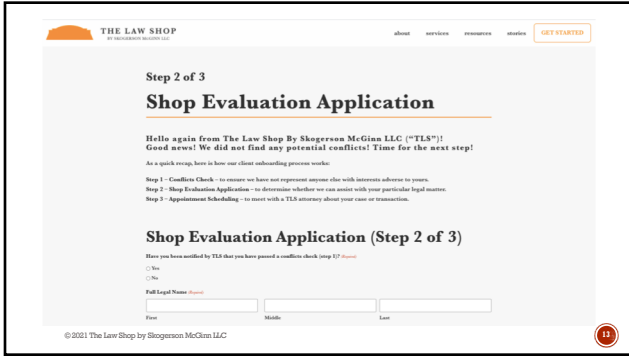 THE LAW SHOP
BY SKOGERSON MCGINN LLC
about services resources stories GET STARTED
Step 2 of 3
Shop Evaluation Application
Hello again from The Law Shop By Skogerson McGinn LLC (“TLS”)!
Good news! We did not find any potential conflicts! Time for the next step!
As a quick recap, here is how our client onboarding process works:
Step 1 – Conflicts Check – to ensure we have not represent anyone else with interests adverse to yours.
Step 2 – Shop Evaluation Application – to determine whether we can assist with your particular legal matter.
Step 3 – Appointment Scheduling – to meet with a TLS attorney about your case or transaction.
Shop Evaluation Application (Step 2 of 3)
Have you been notified by TLS that you have passed a conflicts check (step 1)? (Required)
Yes
No
Full Legal Name (Required)
First Middle Last
© 2021 The Law Shop by Skogerson McGinn LLC
13